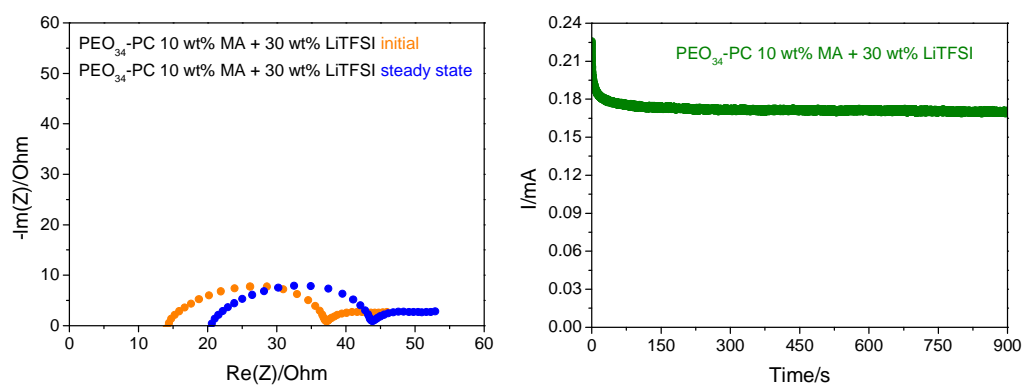 PEO₃₄-PC 10 wt% MA + 30 wt% LiTFSI initial
PEO₃₄-PC 10 wt% MA + 30 wt% LiTFSI steady state
60
50
40
30
20
10
0
-Im(Z)/Ohm
0 10 20 30 40 50 60
Re(Z)/Ohm
PEO₃₄-PC 10 wt% MA + 30 wt% LiTFSI
0.24
0.21
0.18
0.15
0.12
0.09
0.06
0.03
0.00
I/mA
0 150 300 450 600 750 900
Time/s